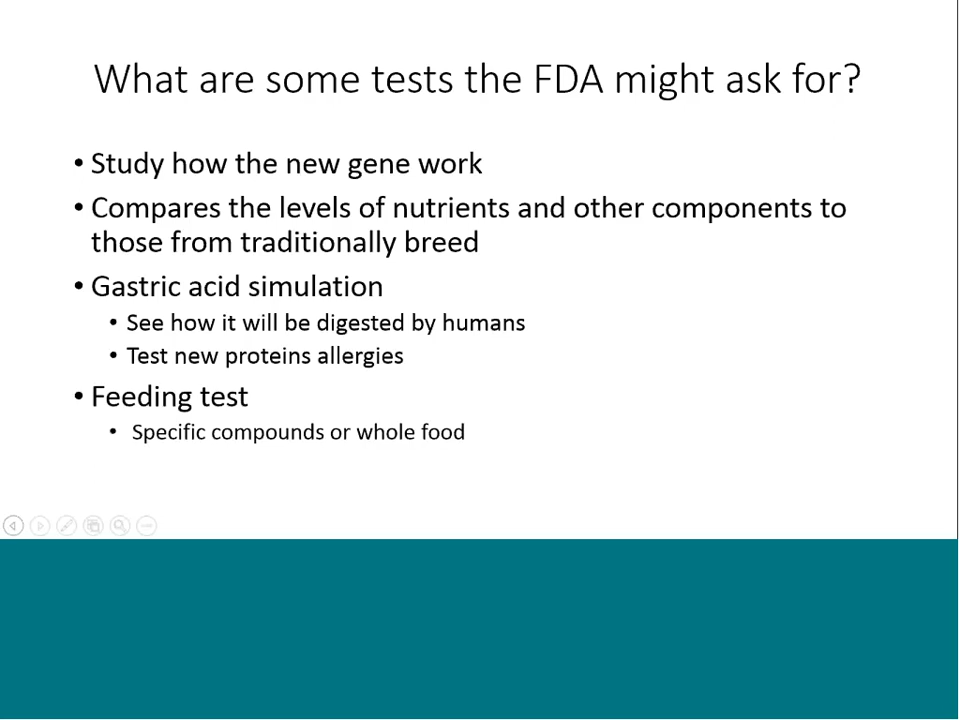 What are some tests the FDA might ask for?
• Study how the new gene work
• Compares the levels of nutrients and other components to
those from traditionally breed
• Gastric acid simulation
• See how it will be digested by humans
• Test new proteins allergies
• Feeding test
• Specific compounds or whole food